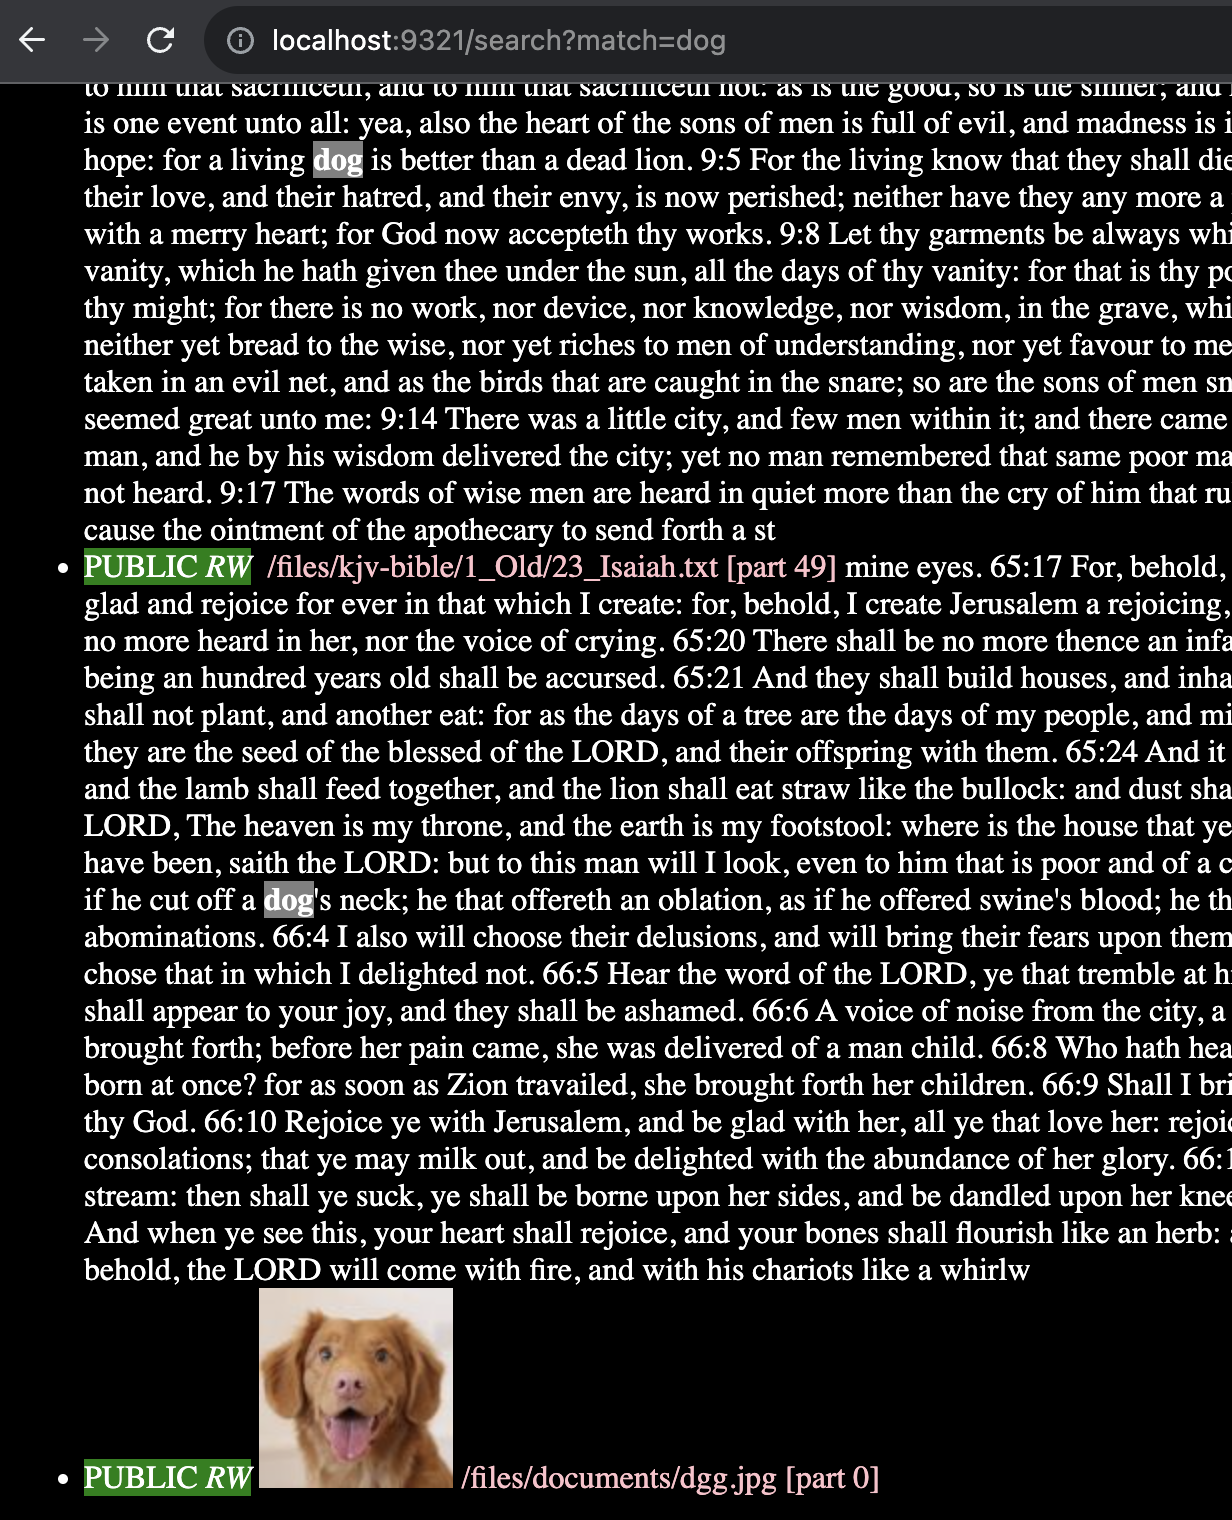 localhost:9321/search?match=dog
to him that sacrificeth, and to him that sacrificeth not: as is the good, so is the sinner; and
is one event unto all: yea, also the heart of the sons of men is full of evil, and madness is
hope: for a living dog is better than a dead lion. 9:5 For the living know that they shall die
their love, and their hatred, and their envy, is now perished; neither have they any more a
with a merry heart; for God now accepteth thy works. 9:8 Let thy garments be always whi
vanity, which he hath given thee under the sun, all the days of thy vanity: for that is thy po
thy might; for there is no work, nor device, nor knowledge, nor wisdom, in the grave, whi
neither yet bread to the wise, nor yet riches to men of understanding, nor yet favour to me
taken in an evil net, and as the birds that are caught in the snare; so are the sons of men sn
seemed great unto me: 9:14 There was a little city, and few men within it; and there came
man, and he by his wisdom delivered the city; yet no man remembered that same poor ma
not heard. 9:17 The words of wise men are heard in quiet more than the cry of him that ru
cause the ointment of the apothecary to send forth a st
PUBLIC RW /files/kjv-bible/1_Old/23_Isaiah.txt [part 49] mine eyes. 65:17 For, behold,
glad and rejoice for ever in that which I create: for, behold, I create Jerusalem a rejoicing,
no more heard in her, nor the voice of crying. 65:20 There shall be no more thence an infa
being an hundred years old shall be accursed. 65:21 And they shall build houses, and inha
shall not plant, and another eat: for as the days of a tree are the days of my people, and mi
they are the seed of the blessed of the LORD, and their offspring with them. 65:24 And it
and the lamb shall feed together, and the lion shall eat straw like the bullock: and dust sha
LORD, The heaven is my throne, and the earth is my footstool: where is the house that ye
have been, saith the LORD: but to this man will I look, even to him that is poor and of a c
if he cut off a dog's neck; he that offereth an oblation, as if he offered swine's blood; he th
abominations. 66:4 I also will choose their delusions, and will bring their fears upon them
chose that in which I delighted not. 66:5 Hear the word of the LORD, ye that tremble at hi
shall appear to your joy, and they shall be ashamed. 66:6 A voice of noise from the city, a
brought forth; before her pain came, she was delivered of a man child. 66:8 Who hath hea
born at once? for as soon as Zion travailed, she brought forth her children. 66:9 Shall I bri
thy God. 66:10 Rejoice ye with Jerusalem, and be glad with her, all ye that love her: rejoic
consolations; that ye may milk out, and be delighted with the abundance of her glory. 66:1
stream: then shall ye suck, ye shall be borne upon her sides, and be dandled upon her knee
And when ye see this, your heart shall rejoice, and your bones shall flourish like an herb:
behold, the LORD will come with fire, and with his chariots like a whirlw
PUBLIC RW /files/documents/dgg.jpg [part 0]